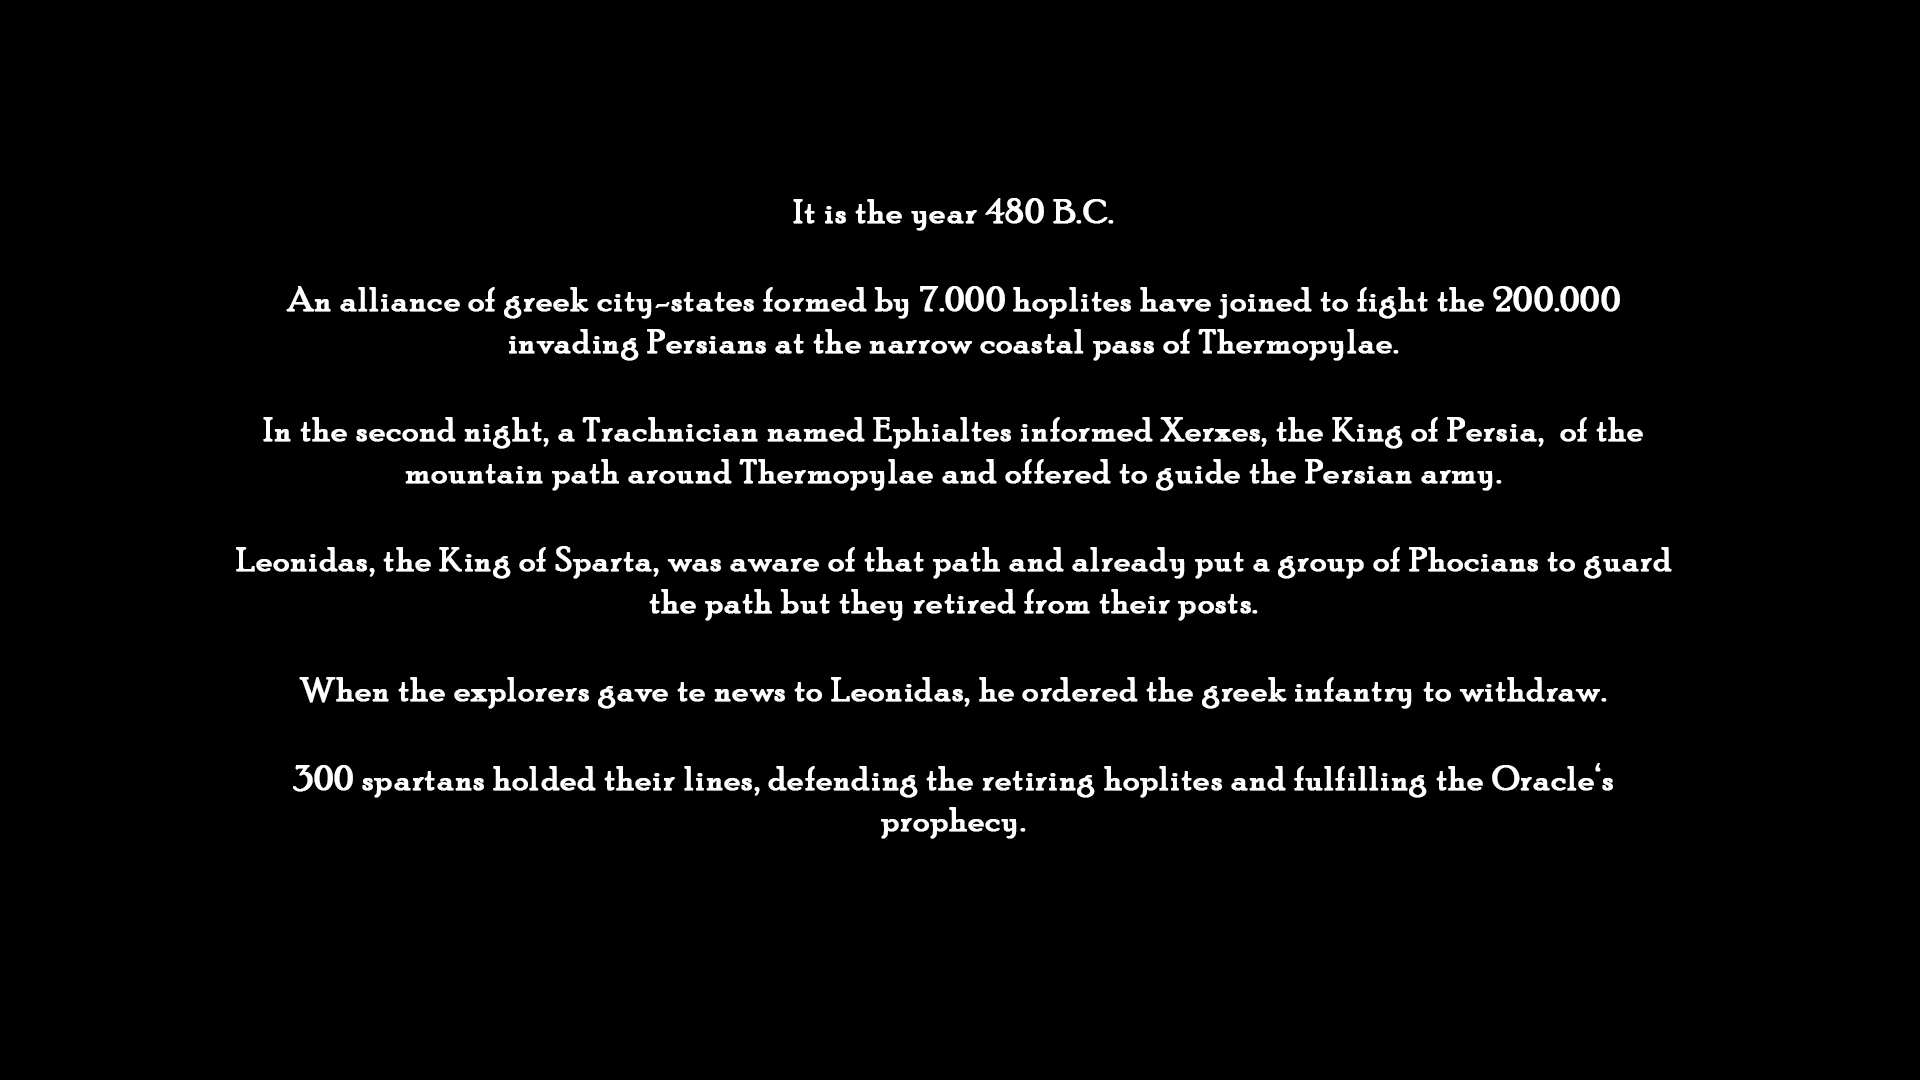 It is the year 480 B.C.
An alliance of greek city-states formed by 7.000 hoplites have joined to fight the 200.000
invading Persians at the narrow coastal pass of Thermopylae.
In the second night, a Trachnician named Ephialtes informed Xerxes, the King of Persia,  of the
mountain path around Thermopylae and offered to guide the Persian army.
Leonidas, the King of Sparta, was aware of that path and already put a group of Phocians to guard
the path but they retired from their posts.
When the explorers gave te news to Leonidas, he ordered the greek infantry to withdraw.
300 spartans holded their lines, defending the retiring hoplites and fulfilling the Oracle‘s
prophecy.